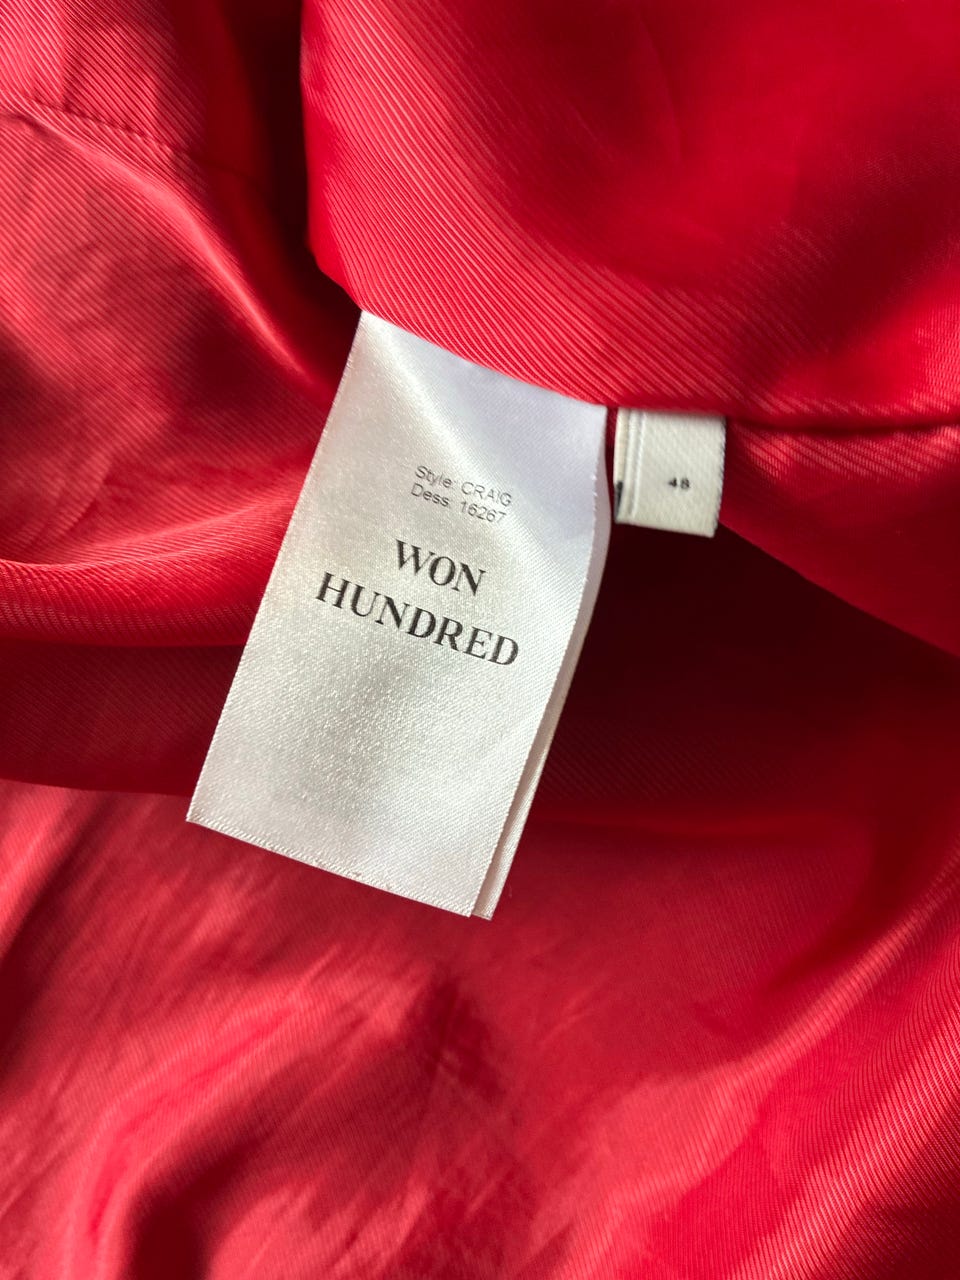 Style: CRAIG
Dess: 16267
WON
HUNDRED
48